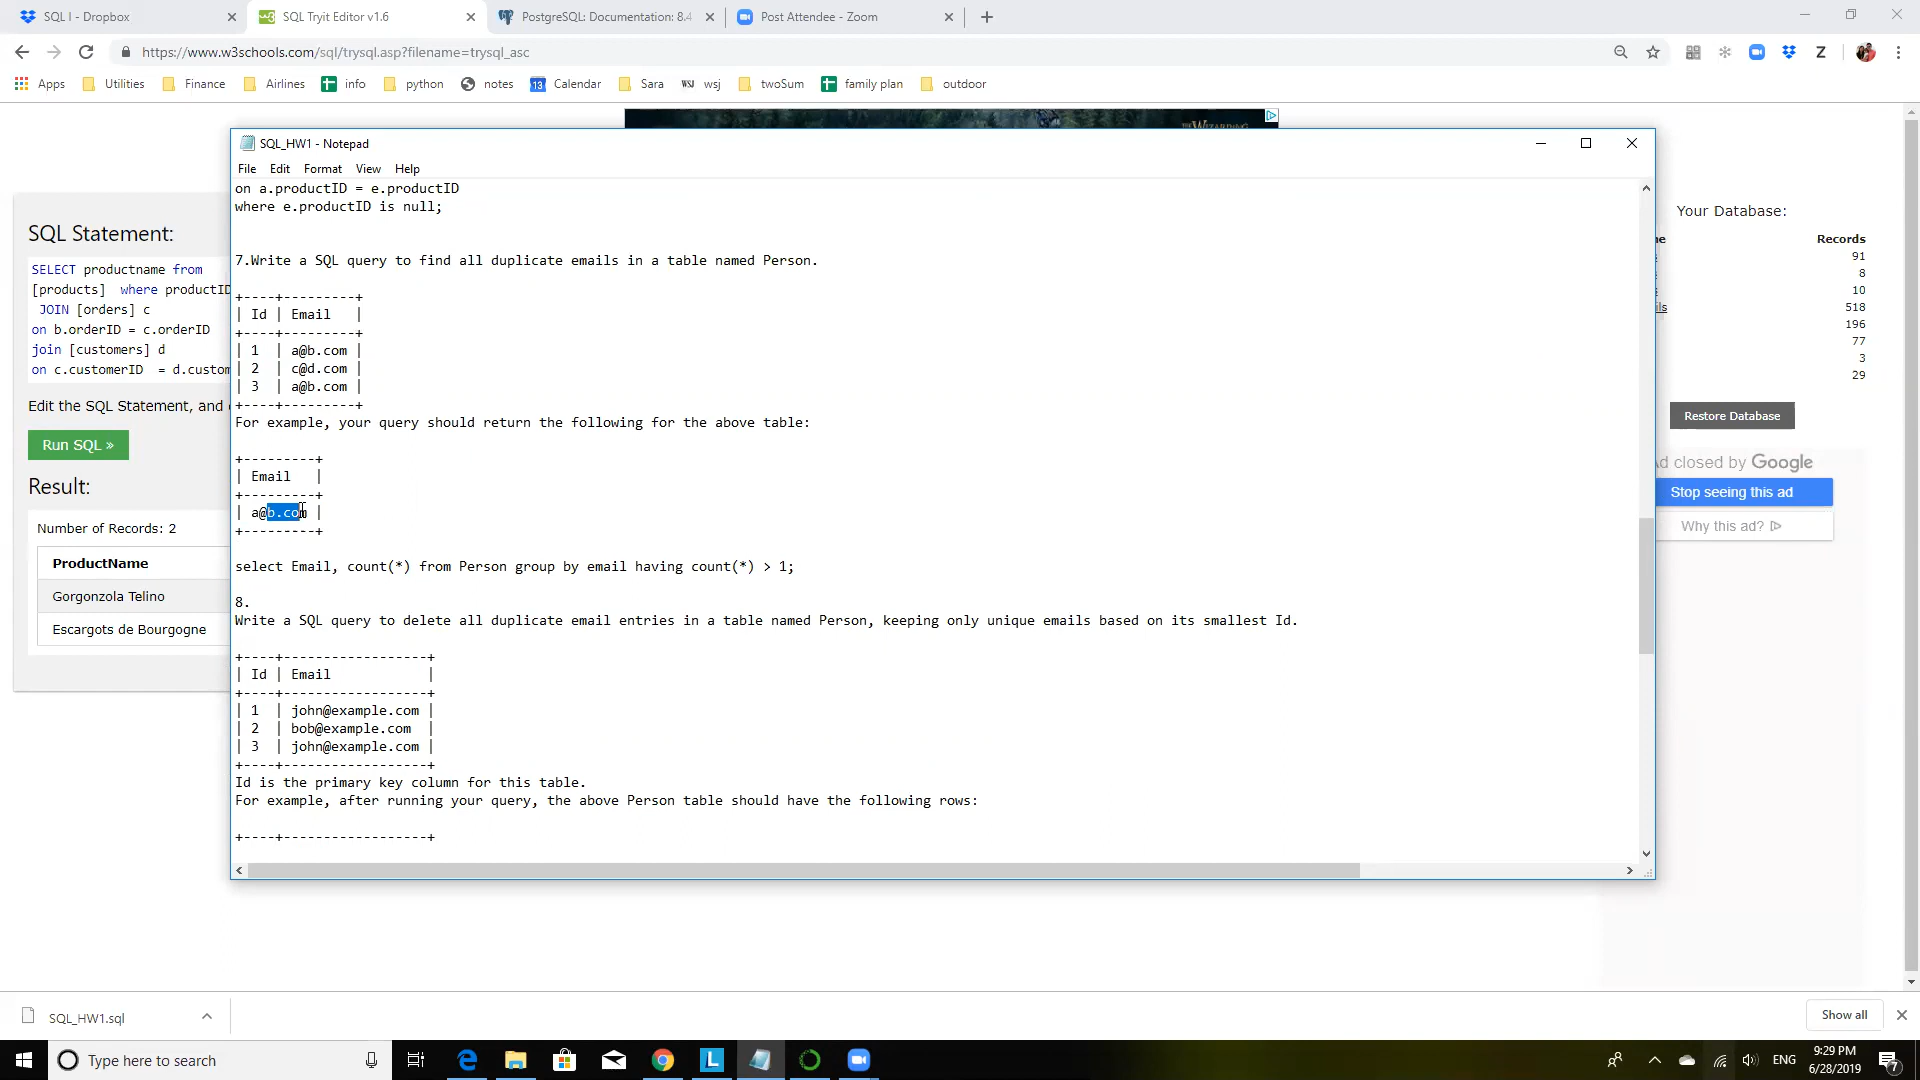 SQL I - Dropbox
SQL Tryit Editor v1.6
PostgreSQL: Documentation: 8.4
Post Attendee - Zoom
https://www.w3schools.com/sql/trysql.asp?filename=trysql_asc
Z
Apps
Utilities
Finance
Airlines
info
python
notes
13
Calendar
Sara
WSJ
wsj
twoSum
family plan
outdoor
SQL_HW1 - Notepad
File Edit Format View Help
on a.productID = e.productID
where e.productID is null;
7.Write a SQL query to find all duplicate emails in a table named Person.
+----+---------+
| Id | Email   |
+----+---------+
| 1  | a@b.com |
| 2  | c@d.com |
| 3  | a@b.com |
+----+---------+
For example, your query should return the following for the above table:
+---------+
| Email   |
+---------+
| a@b.com |
+---------+
select Email, count(*) from Person group by email having count(*) > 1;
8.
Write a SQL query to delete all duplicate email entries in a table named Person, keeping only unique emails based on its smallest Id.
+----+------------------+
| Id | Email            |
+----+------------------+
| 1  | john@example.com |
| 2  | bob@example.com  |
| 3  | john@example.com |
+----+------------------+
Id is the primary key column for this table.
For example, after running your query, the above Person table should have the following rows:
+----+------------------+
SQL Statement:
SELECT productname from
[products]  where productID
JOIN [orders] c
on b.orderID = c.orderID
join [customers] d
on c.customerID  = d.custom
Edit the SQL Statement, and
Run SQL »
Result:
Number of Records: 2
ProductName
Gorgonzola Telino
Escargots de Bourgogne
Your Database:
Records
91
8
10
518
196
77
3
29
Restore Database
Ad closed by Google
Stop seeing this ad
Why this ad?
SQL_HW1.sql
Show all
Type here to search
L
ENG
9:29 PM
6/28/2019
7